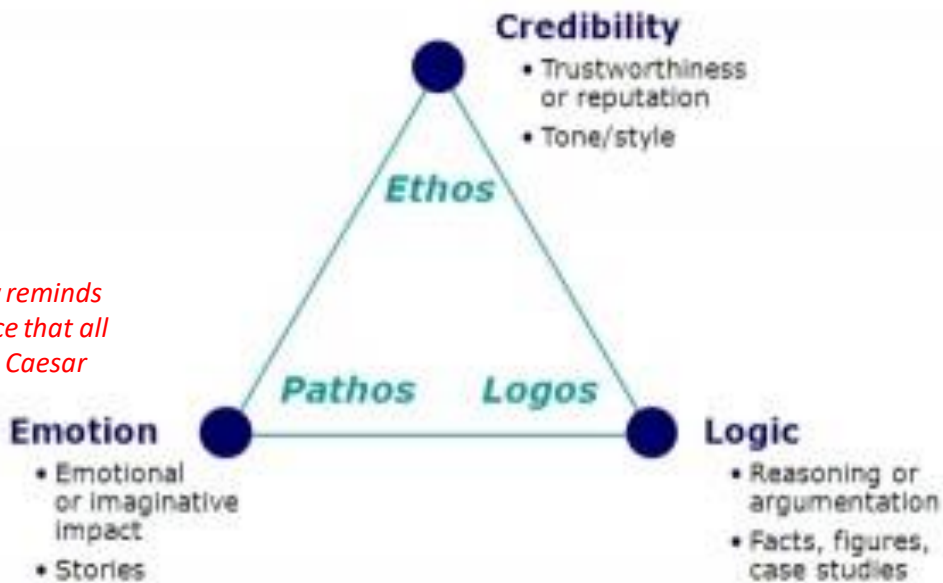 Credibility
• Trustworthiness
or reputation
• Tone/style
Ethos
reminds
that all
Caesar
Pathos Logos
Emotion
• Emotional
or imaginative
impact
• Stories
Logic
• Reasoning or
argumentation
• Facts, figures,
case studies